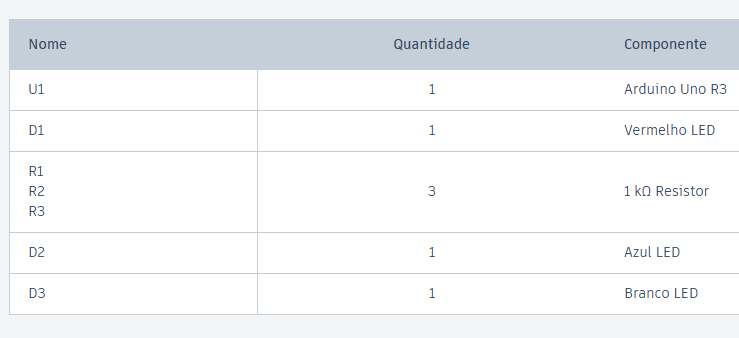 Nome Quantidade Componente
U1 1 Arduino Uno R3
D1 1 Vermelho LED
R1
R2 3 1 kΩ Resistor
R3
D2 1 Azul LED
D3 1 Branco LED